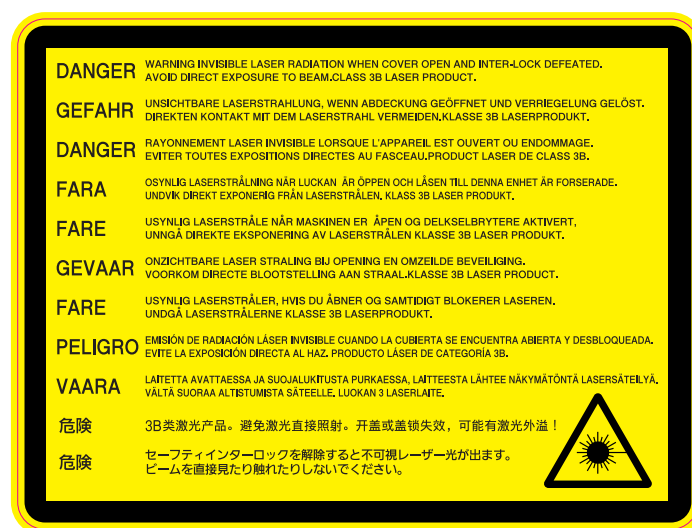 DANGER
WARNING INVISIBLE LASER RADIATION WHEN COVER OPEN AND INTER-LOCK DEFEATED.
AVOID DIRECT EXPOSURE TO BEAM.CLASS 3B LASER PRODUCT.
GEFAHR
UNSICHTBARE LASERSTRAHLUNG, WENN ABDECKUNG GEÖFFNET UND VERRIEGELUNG GELÖST.
DIREKTEN KONTAKT MIT DEM LASERSTRAHL VERMEIDEN.KLASSE 3B LASERPRODUKT.
DANGER
RAYONNEMENT LASER INVISIBLE LORSQUE L'APPAREIL EST OUVERT OU ENDOMMAGE.
EVITER TOUTES EXPOSITIONS DIRECTES AU FASCEAU.PRODUCT LASER DE CLASS 3B.
FARA
OSYNLIG LASERSTRÅLNING NÄR LUCKAN ÄR ÖPPEN OCH LÅSEN TILL DENNA ENHET ÄR FORSERADE.
UNDVIK DIREKT EXPONERIG FRÅN LASERSTRÅLEN. KLASS 3B LASER PRODUKT.
FARE
USYNLIG LASERSTRÅLE NÅR MASKINEN ER ÅPEN OG DELKSELBRYTERE AKTIVERT,
UNNGÅ DIREKTE EKSPONERING AV LASERSTRÅLEN KLASSE 3B LASER PRODUKT.
GEVAAR
ONZICHTBARE LASER STRALING BIJ OPENING EN OMZEILDE BEVEILIGING.
VOORKOM DIRECTE BLOOTSTELLING AAN STRAAL.KLASSE 3B LASER PRODUCT.
FARE
USYNLIG LASERSTRÅLER, HVIS DU ÅBNER OG SAMTIDIGT BLOKERER LASEREN.
UNDGÅ LASERSTRÅLERNE KLASSE 3B LASERPRODUKT.
PELIGRO
EMISIÓN DE RADIACIÓN LÁSER INVISIBLE CUANDO LA CUBIERTA SE ENCUENTRA ABIERTA Y DESBLOQUEADA.
EVITE LA EXPOSICIÓN DIRECTA AL HAZ. PRODUCTO LÁSER DE CATEGORÍA 3B.
VAARA
LAITETTA AVATTAESSA JA SUOJALUKITUSTA PURKAESSA, LAITTEESTA LÄHTEE NÄKYMÄTÖNTÄ LASERSÄTEILYÄ.
VÄLTÄ SUORAA ALTISTUMISTA SÄTEELLE. LUOKAN 3 LASERLAITE.
危険
3B类激光产品。避免激光直接照射。开盖或盖锁失效，可能有激光外溢！
危険
セーフティインターロックを解除すると不可視レーザー光が出ます。
ビームを直接見たり触れたりしないでください。